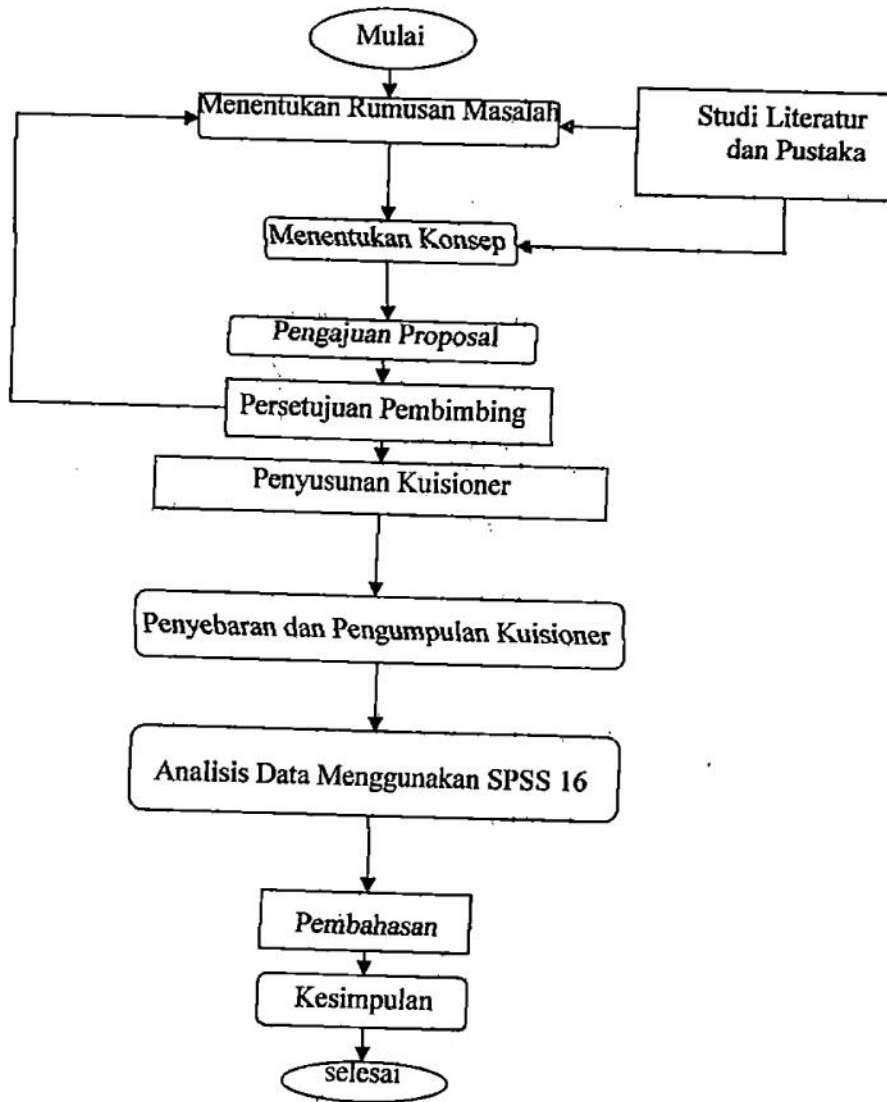 Mulai
Menentukan Rumusan Masalah
Studi Literatur
dan Pustaka
Menentukan Konsep
Pengajuan Proposal
Persetujuan Pembimbing
Penyusunan Kuisioner
Penyebaran dan Pengumpulan Kuisioner
Analisis Data Menggunakan SPSS 16
Pembahasan
Kesimpulan
selesai